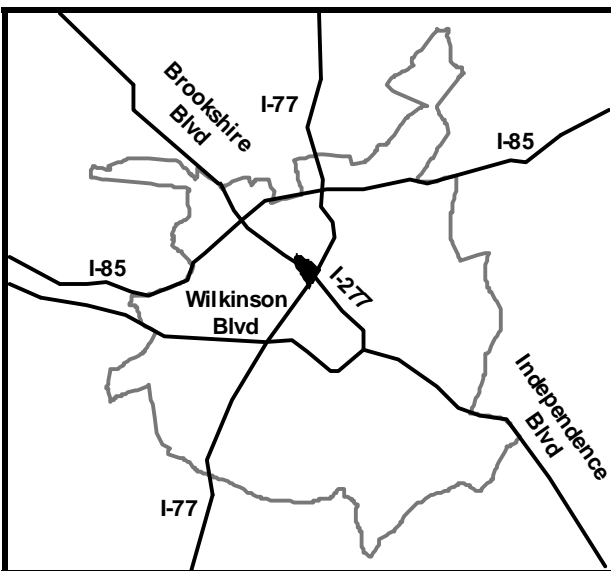 Brookshire
Blvd
I-77
I-85
I-85
I-277
Wilkinson
Blvd
Independence
Blvd
I-77